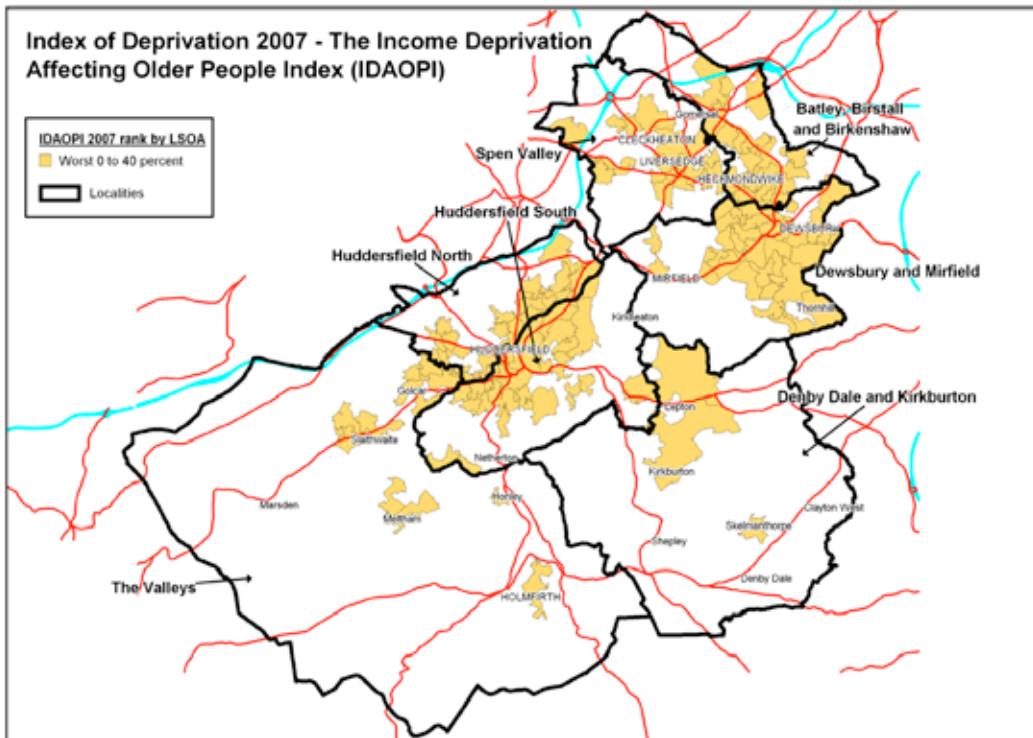 Index of Deprivation 2007 - The Income Deprivation
Affecting Older People Index (IDAOPI)
IDAOPI 2007 rank by LSOA
Worst 0 to 40 percent
Localities
Batley, Birstall
and Birkenshaw
Gomersal
CLECKHEATON
Spen Valley
LIVERSEDGE
HECKMONDWIKE
Huddersfield South
DEWSBURY
Huddersfield North
MIRFIELD
Dewsbury and Mirfield
Thornhill
Kirkheaton
HUDDERSFIELD
Golcar
Lepton
Denby Dale and Kirkburton
Slaithwaite
Netherton
Kirkburton
Marsden
Honley
Meltham
Clayton West
Skelmanthorpe
Shepley
The Valleys
Denby Dale
HOLMFIRTH